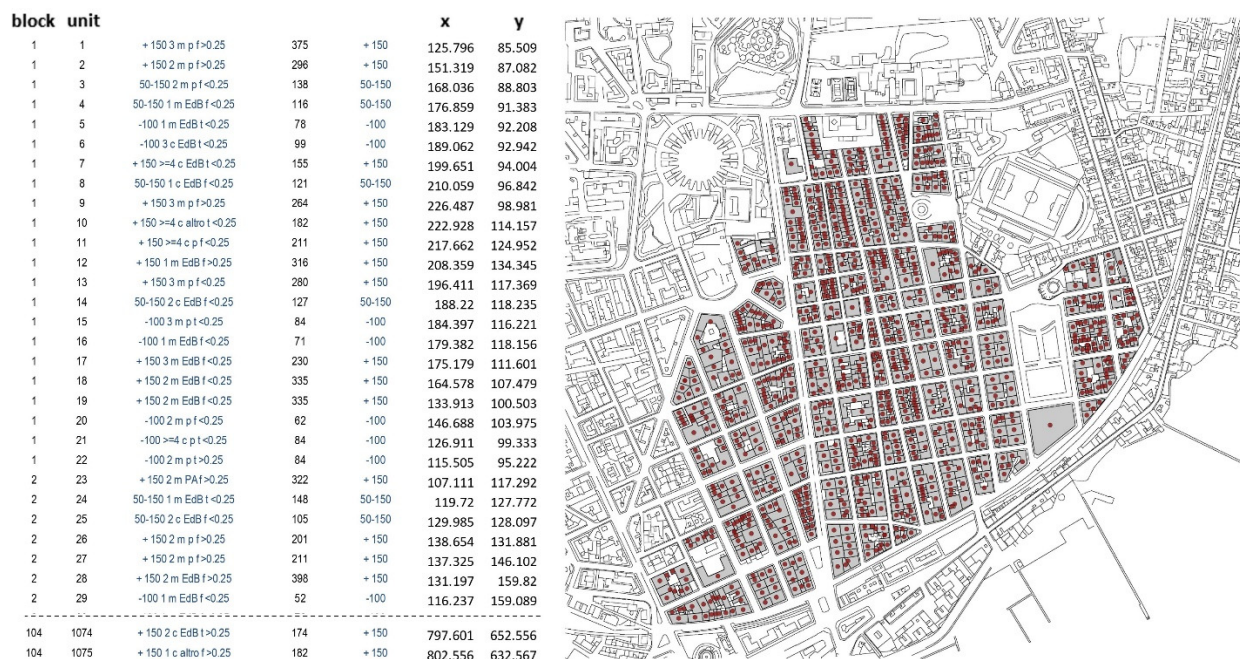 block unit x y
1 1 + 150 3 m p f >0.25 375 + 150 125.796 85.509
1 2 + 150 2 m p f >0.25 296 + 150 151.319 87.082
1 3 50-150 2 m p f <0.25 138 50-150 168.036 88.803
1 4 50-150 1 m EdB f <0.25 116 50-150 176.859 91.383
1 5 -100 1 m EdB t <0.25 78 -100 183.129 92.208
1 6 -100 3 c EdB t <0.25 99 -100 189.062 92.942
1 7 + 150 >=4 c EdB t <0.25 155 + 150 199.651 94.004
1 8 50-150 1 c EdB f <0.25 121 50-150 210.059 96.842
1 9 + 150 3 m p f >0.25 264 + 150 226.487 98.981
1 10 + 150 >=4 c altro t <0.25 182 + 150 222.928 114.157
1 11 + 150 >=4 c p f <0.25 211 + 150 217.662 124.952
1 12 + 150 1 m EdB f >0.25 316 + 150 208.359 134.345
1 13 + 150 3 m p f <0.25 280 + 150 196.411 117.369
1 14 50-150 2 c EdB f <0.25 127 50-150 188.22 118.235
1 15 -100 3 m p t <0.25 84 -100 184.397 116.221
1 16 -100 1 m EdB f <0.25 71 -100 179.382 118.156
1 17 + 150 3 m EdB f >0.25 230 + 150 175.179 111.601
1 18 + 150 2 m EdB f >0.25 335 + 150 164.578 107.479
1 19 + 150 2 m EdB f >0.25 335 + 150 133.913 100.503
1 20 -100 2 m p f <0.25 62 -100 146.688 103.975
1 21 -100 >=4 c p t <0.25 84 -100 126.911 99.333
1 22 -100 2 m p t >0.25 84 -100 115.505 95.222
2 23 + 150 2 m PAf >0.25 322 + 150 107.111 117.292
2 24 50-150 1 m EdB t <0.25 148 50-150 119.72 127.772
2 25 50-150 2 c EdB f <0.25 105 50-150 129.985 128.097
2 26 + 150 2 m p f >0.25 201 + 150 138.654 131.881
2 27 + 150 2 m p f >0.25 211 + 150 137.325 146.102
2 28 + 150 2 m EdB f >0.25 398 + 150 131.197 159.82
2 29 -100 1 m EdB f <0.25 52 -100 116.237 159.089
104 1074 + 150 2 c EdB t >0.25 174 + 150 797.601 652.556
104 1075 + 150 1 c altro f >0.25 182 + 150 802.556 632.567